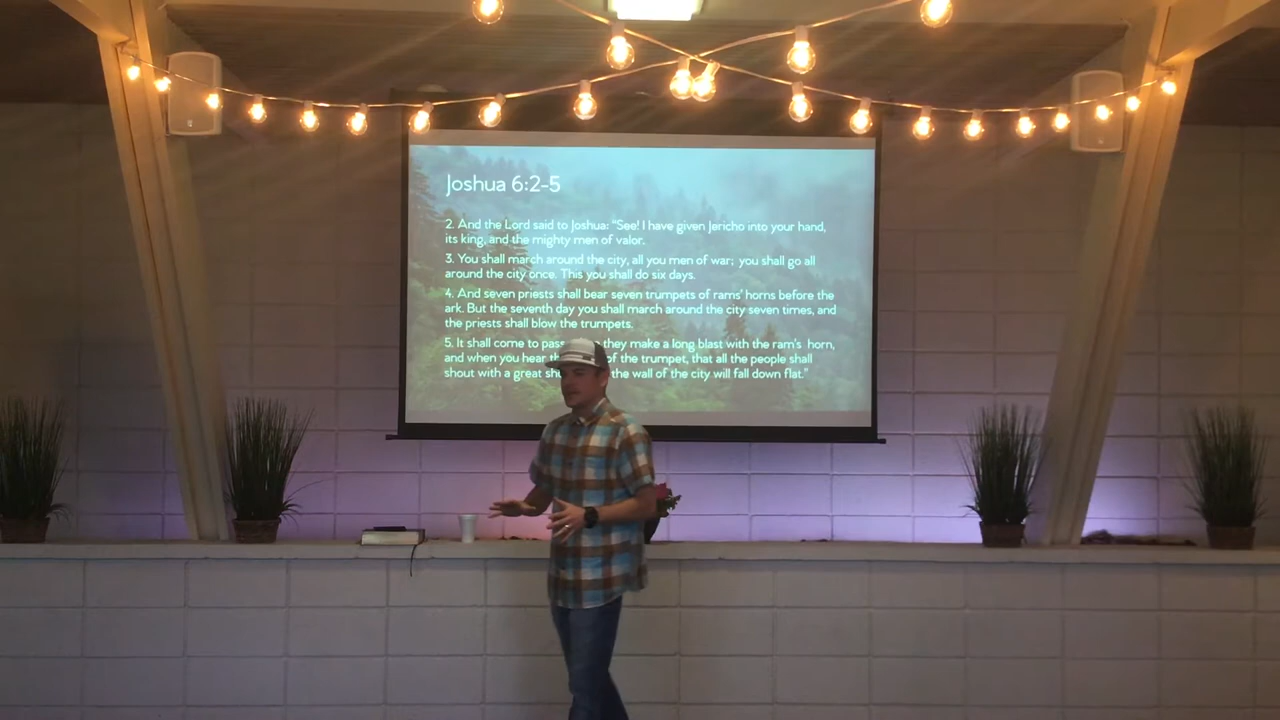 Joshua 6:2-5
2. And the Lord said to Joshua: "See! I have given Jericho into your hand,
its king, and the mighty men of valor.
3. You shall march around the city, all you men of war; you shall go all
around the city once. This you shall do six days.
4. And seven priests shall bear seven trumpets of rams' horns before the
ark. But the seventh day you shall march around the city seven times, and
the priests shall blow the trumpets.
5. It shall come to pass they make a long blast with the ram's horn,
and when you hear of the trumpet, that all the people shall
shout with a great the wall of the city will fall down flat."